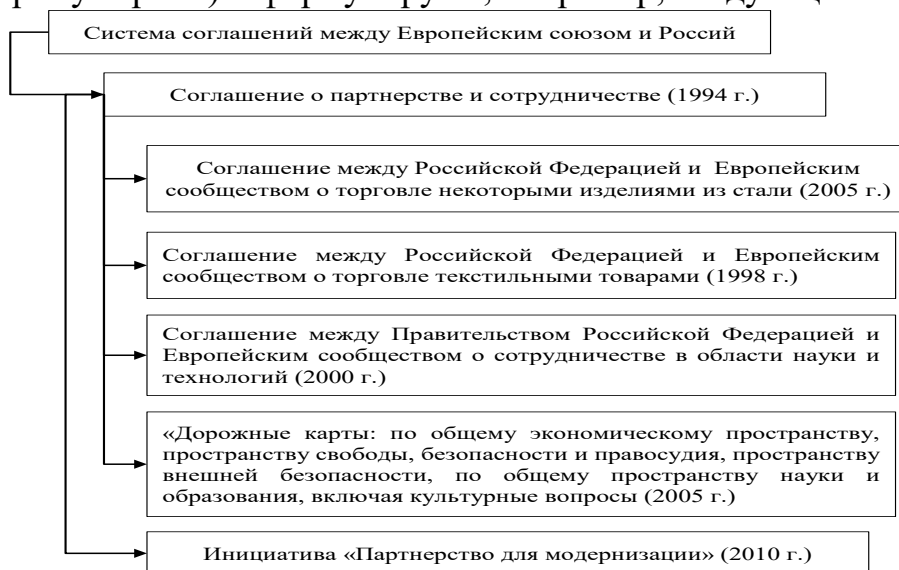 Система соглашений между Европейским союзом и Россий
Соглашение о партнерстве и сотрудничестве (1994 г.)
Соглашение между Российской Федерацией и Европейским
сообществом о торговле некоторыми изделиями из стали (2005 г.)
Соглашение между Российской Федерацией и Европейским
сообществом о торговле текстильными товарами (1998 г.)
Соглашение между Правительством Российской Федерацией и
Европейским сообществом о сотрудничестве в области науки и
технологий (2000 г.)
«Дорожные карты: по общему экономическому пространству,
пространству свободы, безопасности и правосудия, пространству
внешней безопасности, по общему пространству науки и
образования, включая культурные вопросы (2005 г.)
Инициатива «Партнерство для модернизации» (2010 г.)